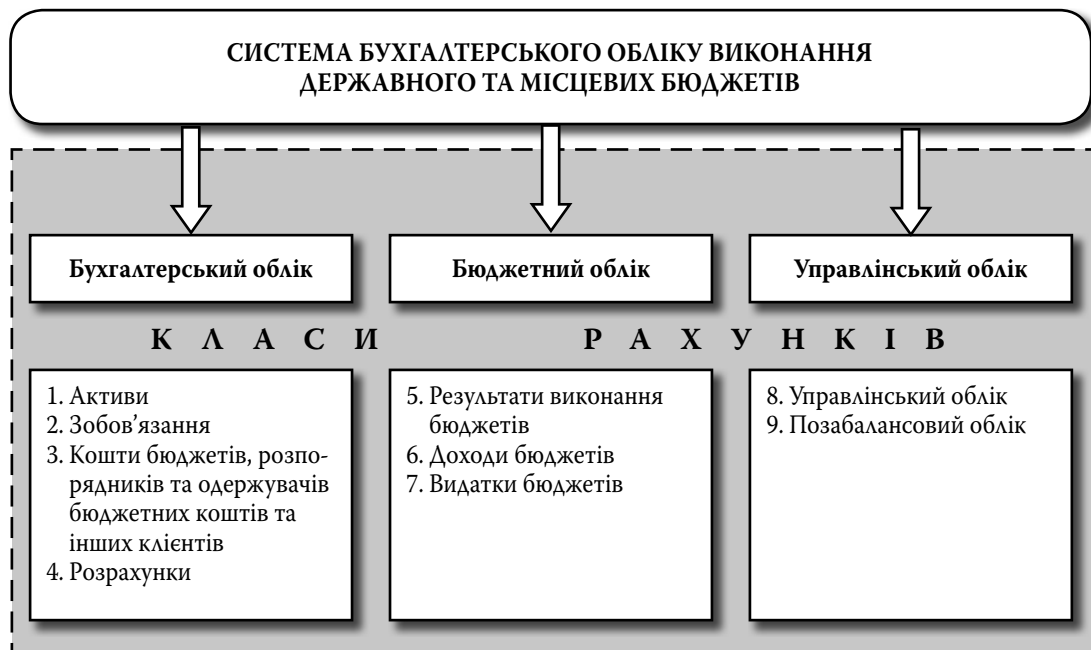 СИСТЕМА БУХГАЛТЕРСЬКОГО ОБЛІКУ ВИКОНАННЯ
ДЕРЖАВНОГО ТА МІСЦЕВИХ БЮДЖЕТІВ
Бухгалтерський облік
Бюджетний облік
Управлінський облік
К Л А С И Р А Х У Н К І В
1. Активи
2. Зобов’язання
3. Кошти бюджетів, розпо-
рядників та одержувачів
бюджетних коштів та
інших клієнтів
4. Розрахунки
5. Результати виконання
бюджетів
6. Доходи бюджетів
7. Видатки бюджетів
8. Управлінський облік
9. Позабалансовий облік